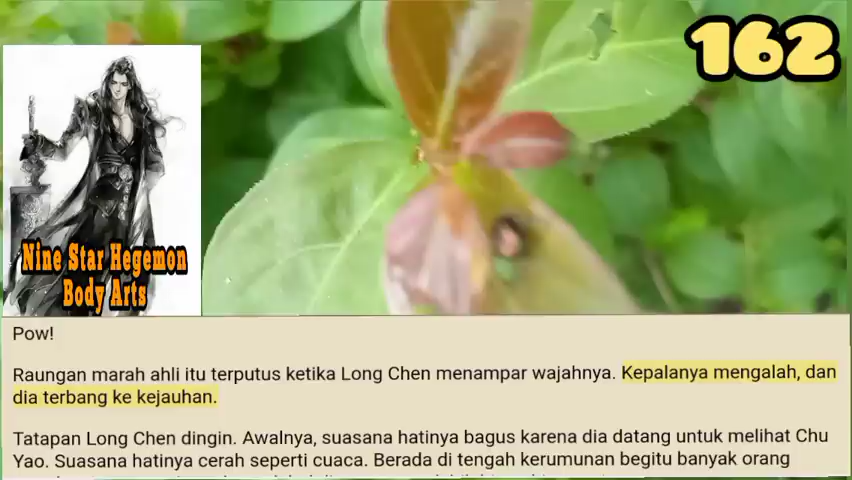 162
Nine Star Hegemon
Body Arts
Pow!
Raungan marah ahli itu terputus ketika Long Chen menampar wajahnya. Kepalanya mengalah, dan
dia terbang ke kejauhan.
Tatapan Long Chen dingin. Awalnya, suasana hatinya bagus karena dia datang untuk melihat Chu
Yao. Suasana hatinya cerah seperti cuaca. Berada di tengah kerumunan begitu banyak orang